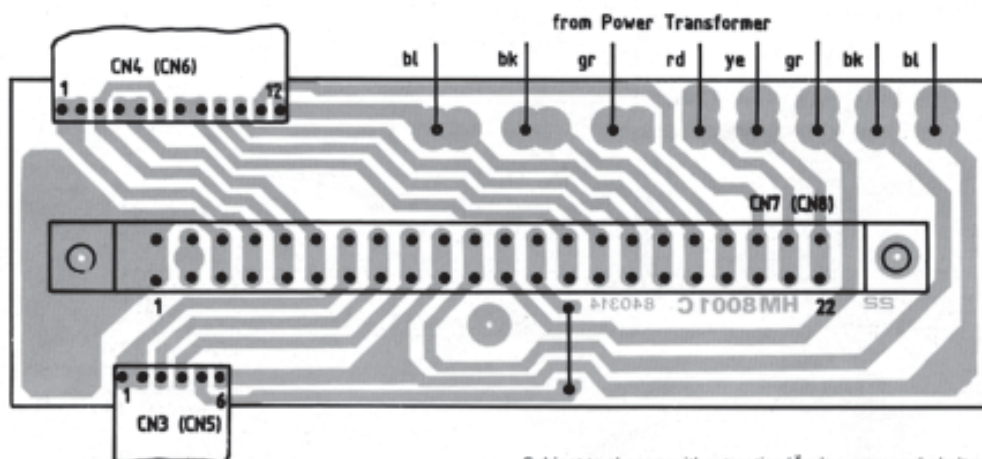 from Power Transformer
bl bk gr rd ye gr bk bl
CN4 (CN6)
1 12
CN7 (CN8)
1 22
HM8001C 840314
22
1 6
CN3 (CN5)